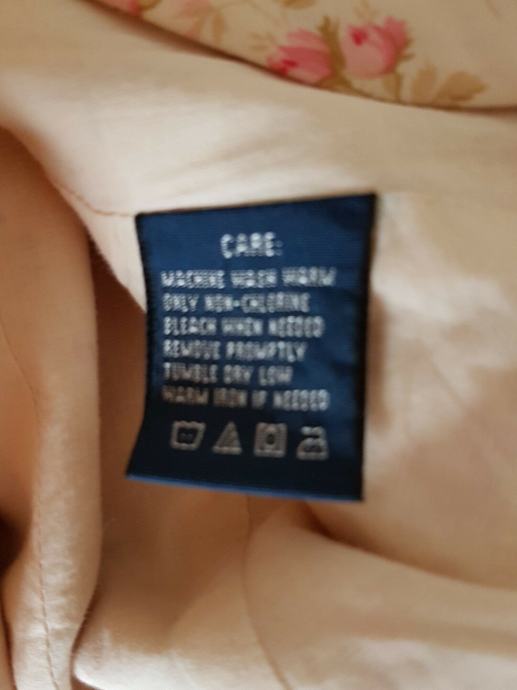 CARE:
MACHINE WASH WARM
ONLY NON-CHLORINE
BLEACH WHEN NEEDED
REMOVE PROMPTLY
TUMBLE DRY LOW
WARM IRON IF NEEDED